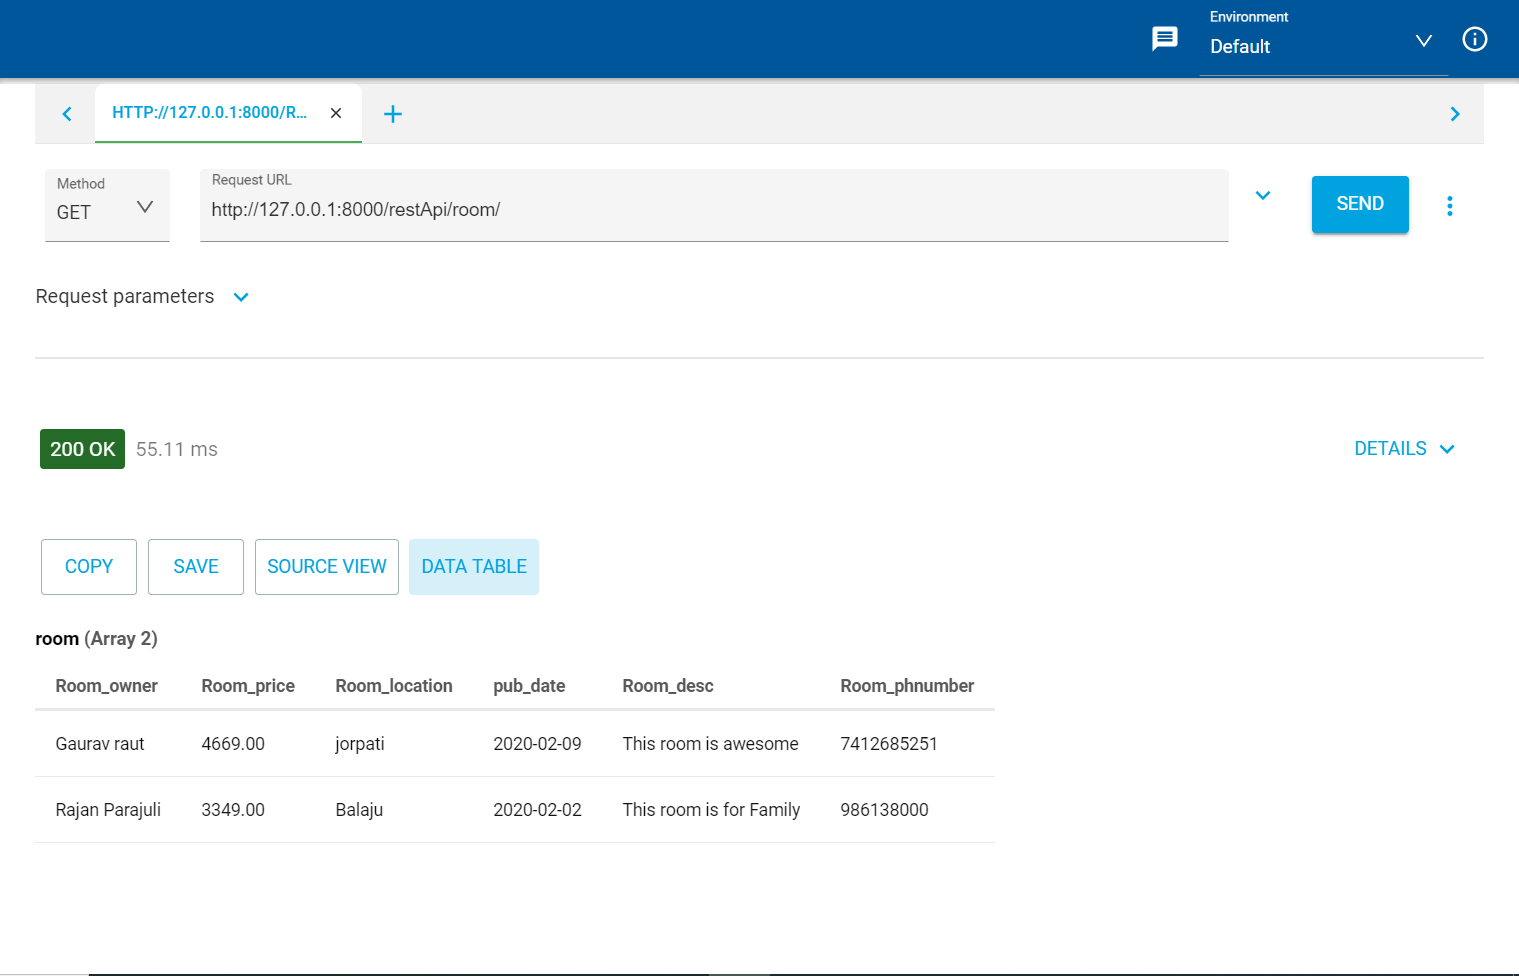 Environment
Default
HTTP://127.0.0.1:8000/R...
Method
GET
Request URL
http://127.0.0.1:8000/restApi/room/
SEND
Request parameters
200 OK 55.11 ms
DETAILS
COPY SAVE SOURCE VIEW DATA TABLE
room (Array 2)
Room_owner Room_price Room_location pub_date Room_desc Room_phnumber
Gaurav raut 4669.00 jorpati 2020-02-09 This room is awesome 7412685251
Rajan Parajuli 3349.00 Balaju 2020-02-02 This room is for Family 986138000